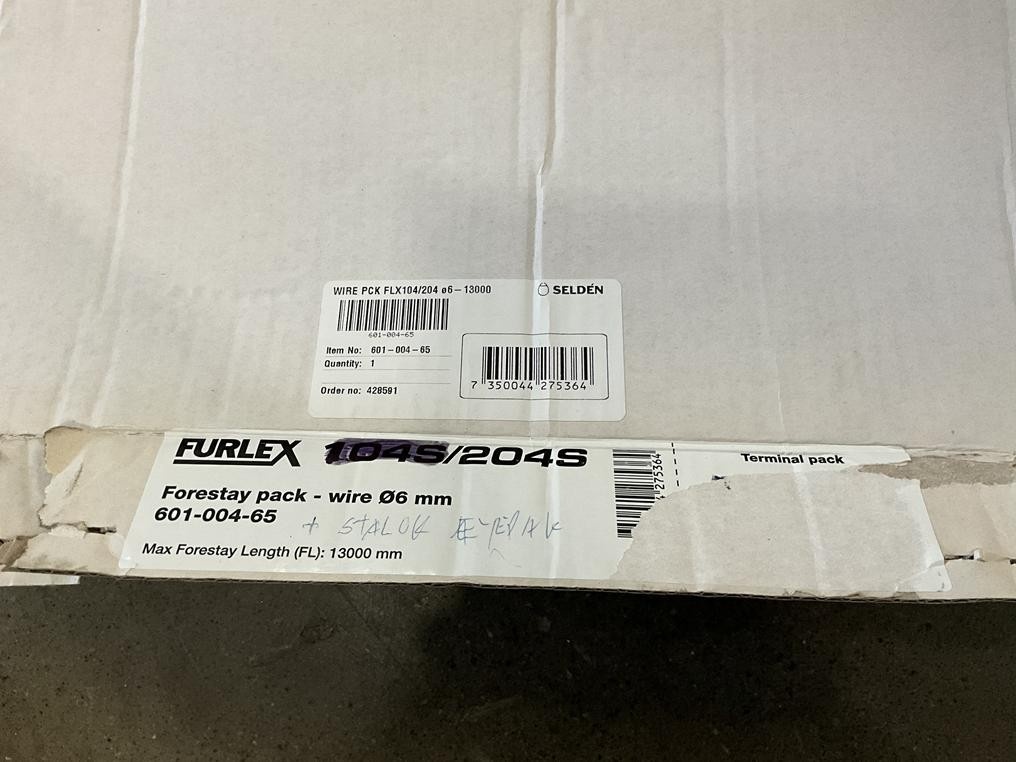 WIRE PCK FLX104/204 ø6-13000
SELDÉN
601-004-65
Item No: 601-004-65
Quantity: 1
Order no: 428591
7 350044 275364
FURLEX 104S/204S
Forestay pack - wire Ø6 mm
601-004-65
+ STALOK
Max Forestay Length (FL): 13000 mm
275364
Terminal pack